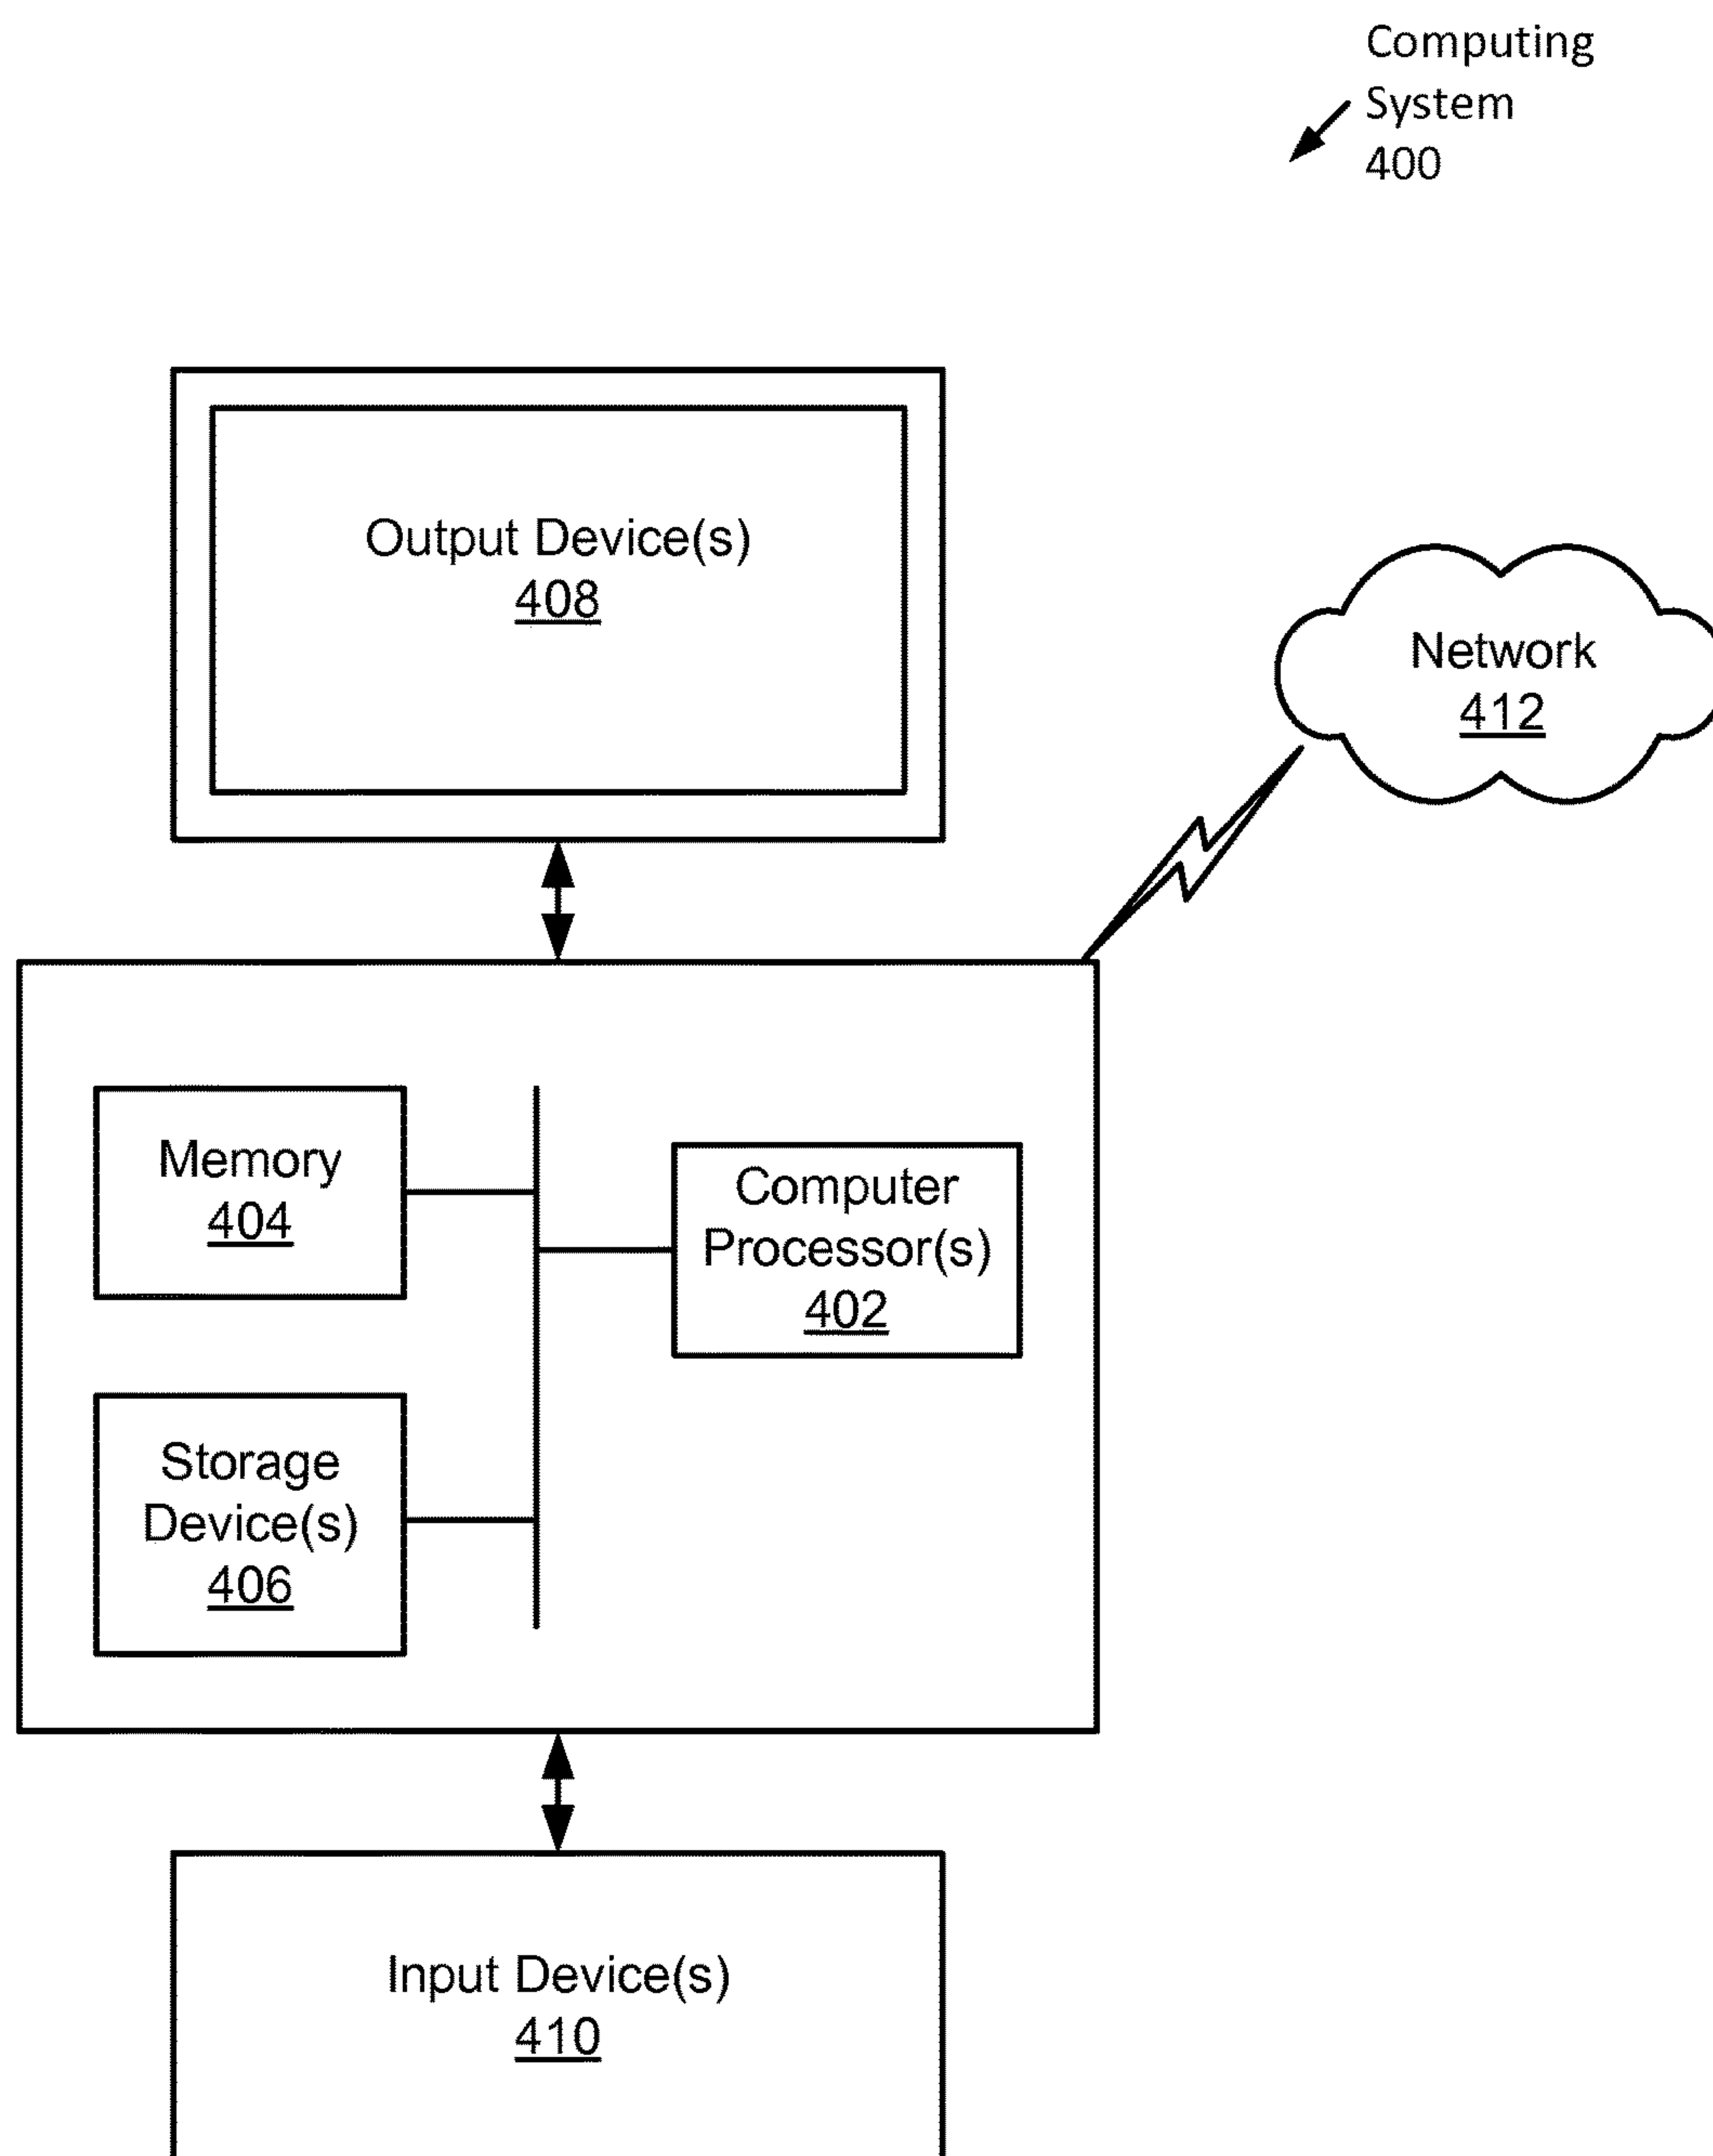 Computing
System
400
Output Device(s)
408
Network
412
Memory
404
Computer
Processor(s)
402
Storage
Device(s)
406
Input Device(s)
410